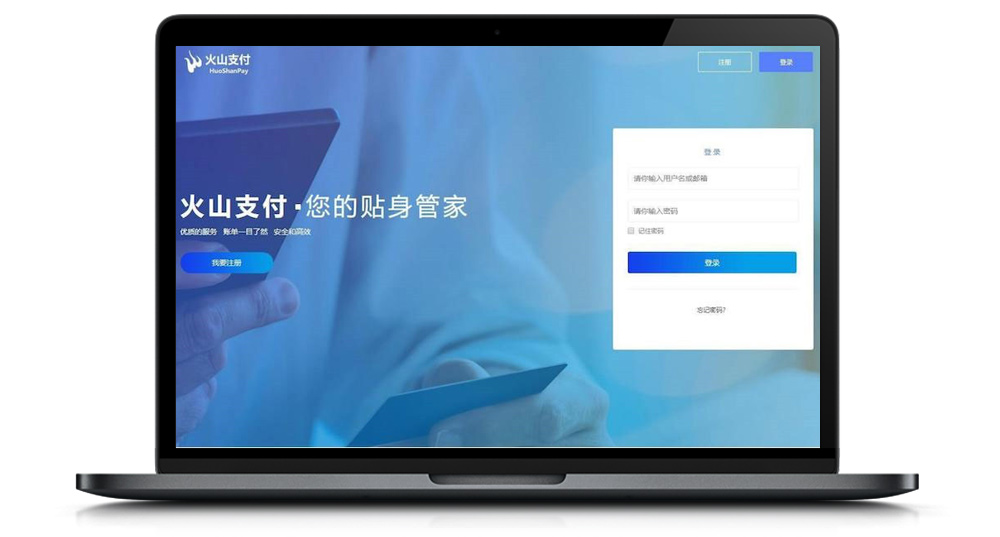 火山支付
HuoShanPay
注册
登录
火山支付·您的贴身管家
优质的服务 账单一目了然 安全和高效
我要注册
登录
请你输入用户名或邮箱
请你输入密码
记住密码
登录
忘记密码?